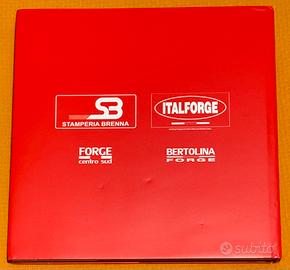 SB
STAMPERIA BRENNA
ITALFORGE
FORGE
centro sud
BERTOLINA
FORGE
subito